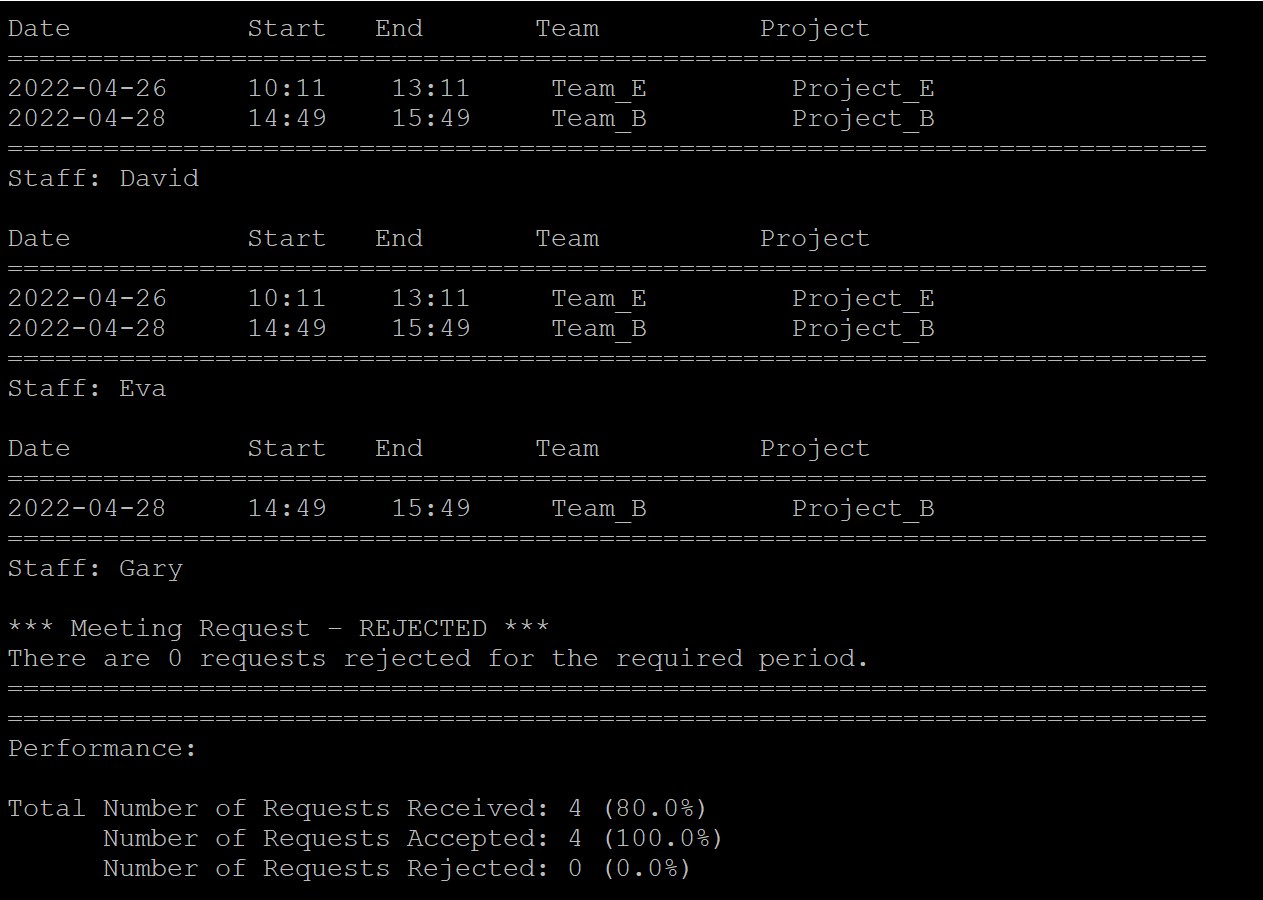 Date           Start   End       Team          Project
===========================================================================
2022-04-26     10:11    13:11     Team_E         Project_E
2022-04-28     14:49    15:49     Team_B         Project_B
===========================================================================
Staff: David
Date           Start   End       Team          Project
===========================================================================
2022-04-26     10:11    13:11     Team_E         Project_E
2022-04-28     14:49    15:49     Team_B         Project_B
===========================================================================
Staff: Eva
Date           Start   End       Team          Project
===========================================================================
2022-04-28     14:49    15:49     Team_B         Project_B
===========================================================================
Staff: Gary
*** Meeting Request - REJECTED ***
There are 0 requests rejected for the required period.
===========================================================================
===========================================================================
Performance:
Total Number of Requests Received: 4 (80.0%)
      Number of Requests Accepted: 4 (100.0%)
      Number of Requests Rejected: 0 (0.0%)